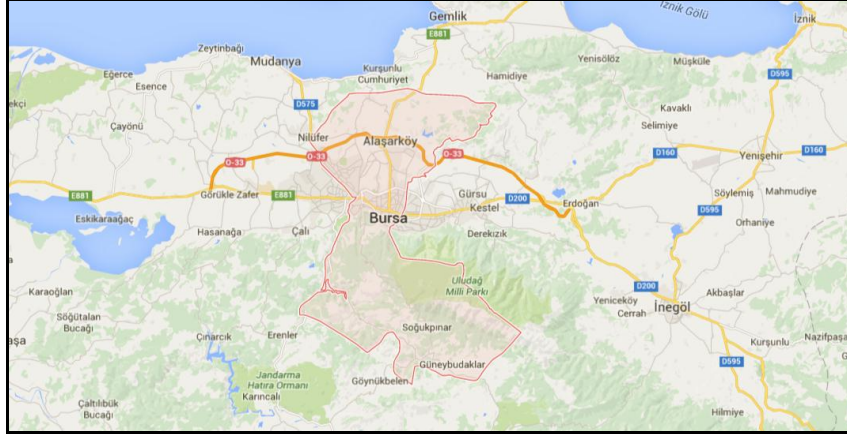 Gemlik
İznik Gölü
İznik
E881
Zeytinbağı
Mudanya
Kurşunlu
Cumhuriyet
Hamidiye
Yenisölöz
Müşküle
Eğerce
Esence
D595
ekçi
D575
Kavaklı
Çayönü
Nilüfer
Alaşarköy
Selimiye
O-33
O-33
O-33
D160
Yenişehir
D160
E881
Görükle Zafer
E881
Gürsu
Kestel
D200
Erdoğan
Söylemiş
Mahmudiye
Eskikaraağaç
Bursa
D595
Orhaniye
Hasanağa
Çalı
Derekızık
Uludağ
Milli Parkı
D200
Karaoğlan
Yeniceköy
Cerrah
İnegöl
Akbaşlar
Söğütalan
Bucağı
aşa
Çınarcık
Erenler
Soğukpınar
Kurşunlu
Nazifpaşa
Güneybudaklar
D595
Jandarma
Hatıra Ormanı
Karıncalı
Göynükbelen
Çaltılıbük
Bucağı
Hilmiye